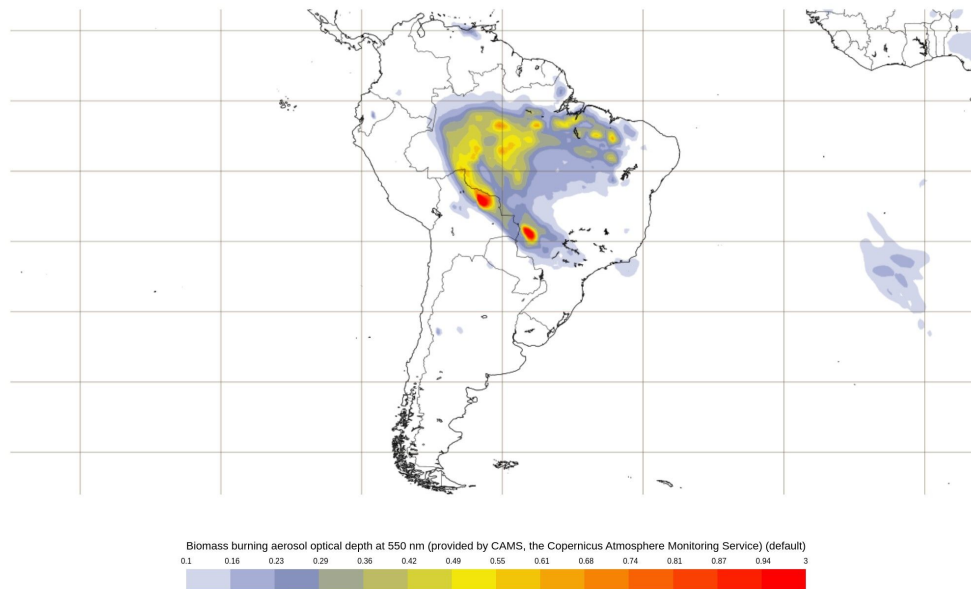 Biomass burning aerosol optical depth at 550 nm (provided by CAMS, the Copernicus Atmosphere Monitoring Service) (default)
0.1 0.16 0.23 0.29 0.36 0.42 0.49 0.55 0.61 0.68 0.74 0.81 0.87 0.94 3